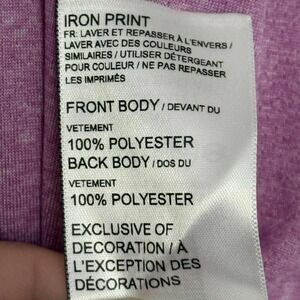 IRON PRINT
FR: LAVER ET REPASSER À L'ENVERS /
LAVER AVEC DES COULEURS
SIMILAIRES / UTILISER DÉTERGENT
POUR COULEUR / NE PAS REPASSER
LES IMPRIMÉS
FRONT BODY / DEVANT DU
VETEMENT
100% POLYESTER
BACK BODY / DOS DU
VETEMENT
100% POLYESTER
EXCLUSIVE OF
DECORATION / À
L'EXCEPTION DES
DÉCORATIONS